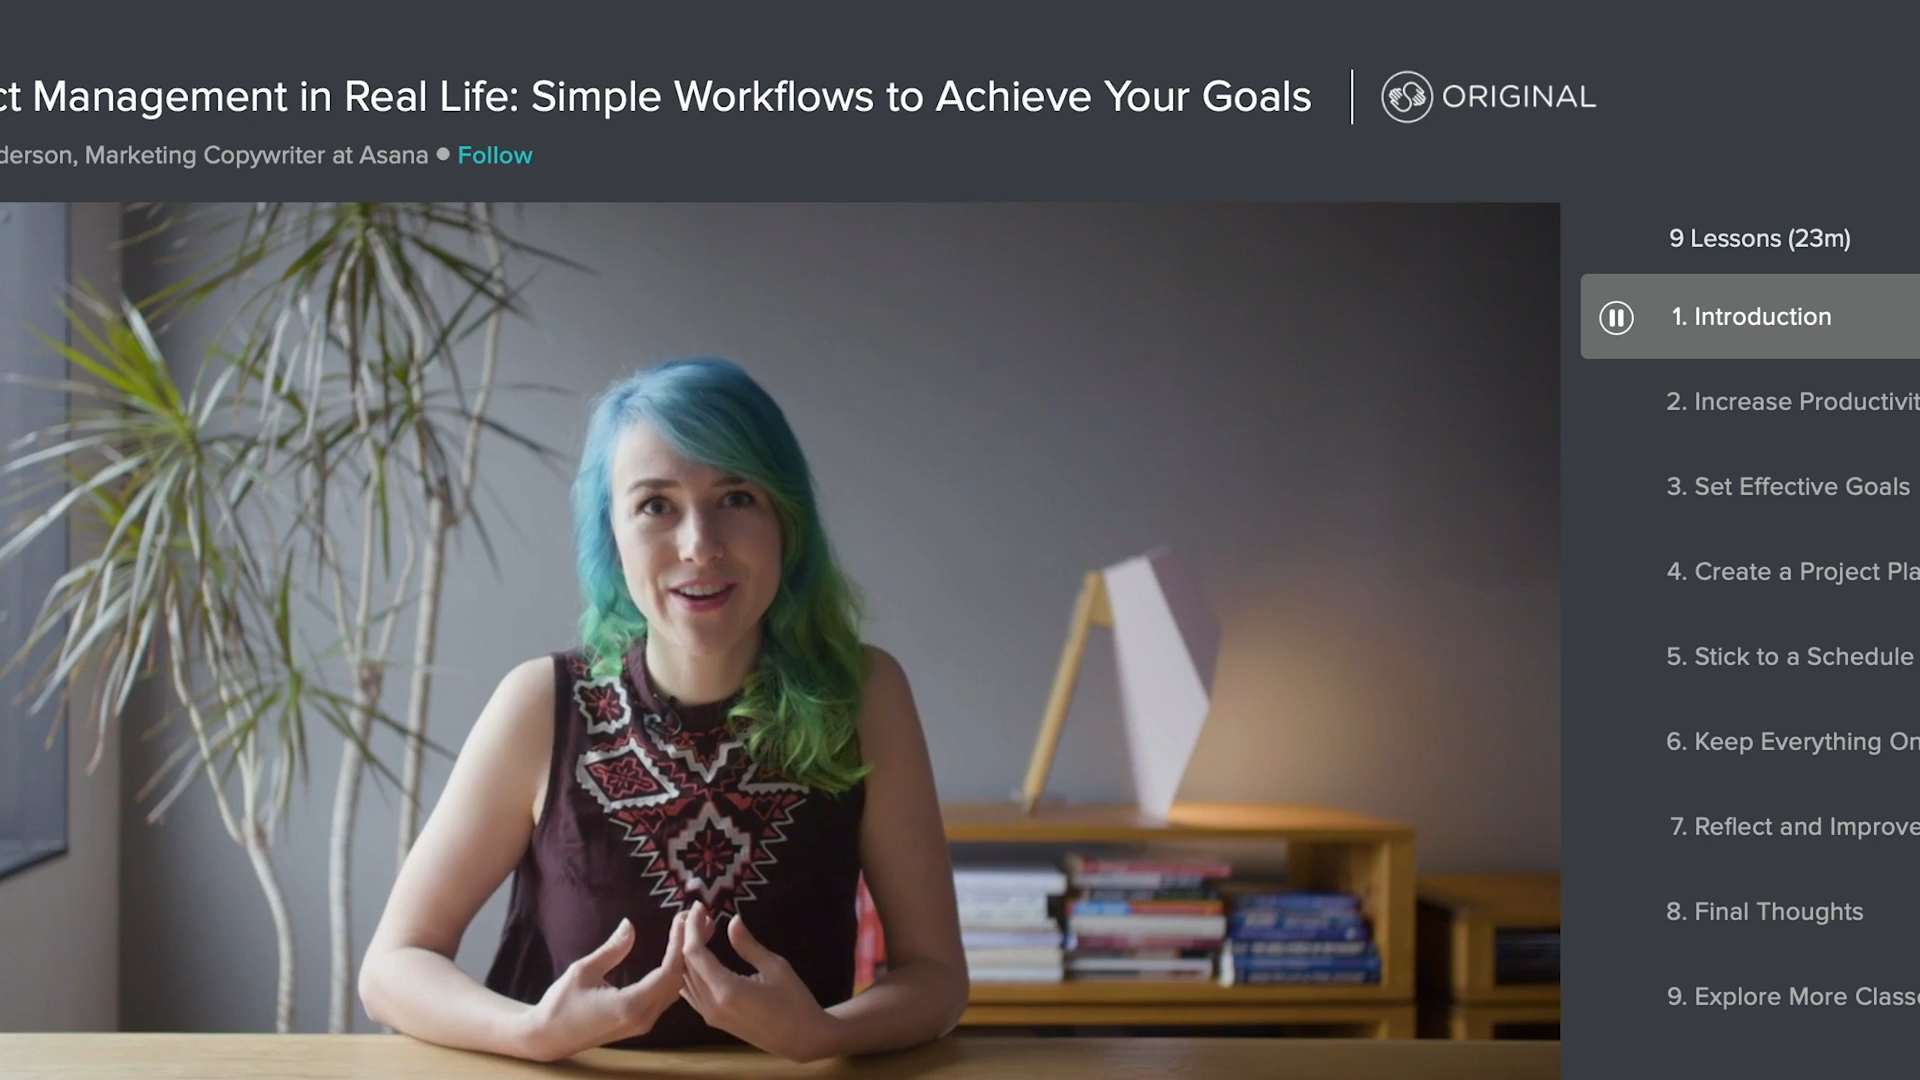 ct Management in Real Life: Simple Workflows to Achieve Your Goals | ORIGINAL
derson, Marketing Copywriter at Asana • Follow
9 Lessons (23m)
1. Introduction
2. Increase Productivit
3. Set Effective Goals
4. Create a Project Pla
5. Stick to a Schedule
6. Keep Everything On
7. Reflect and Improve
8. Final Thoughts
9. Explore More Classe